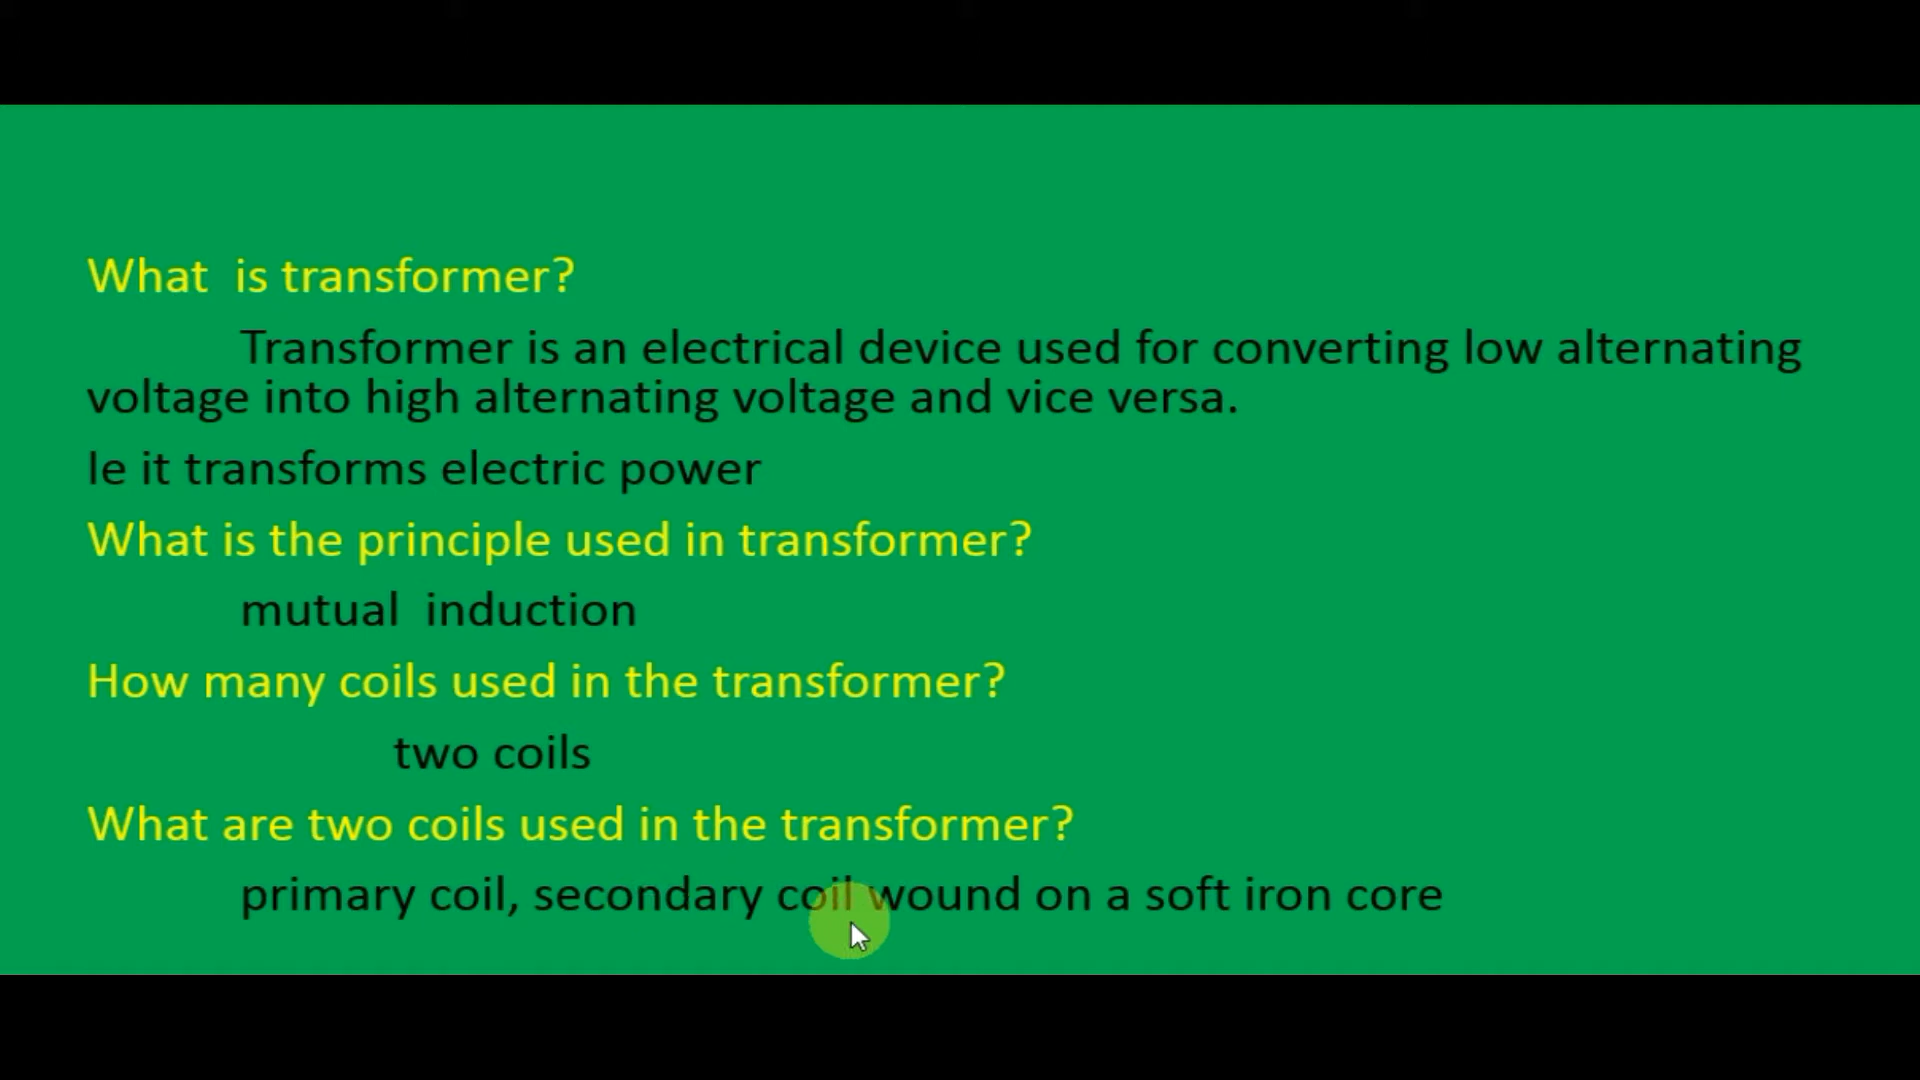 What  is transformer?
Transformer is an electrical device used for converting low alternating
voltage into high alternating voltage and vice versa.
Ie it transforms electric power
What is the principle used in transformer?
mutual  induction
How many coils used in the transformer?
two coils
What are two coils used in the transformer?
primary coil, secondary coil wound on a soft iron core